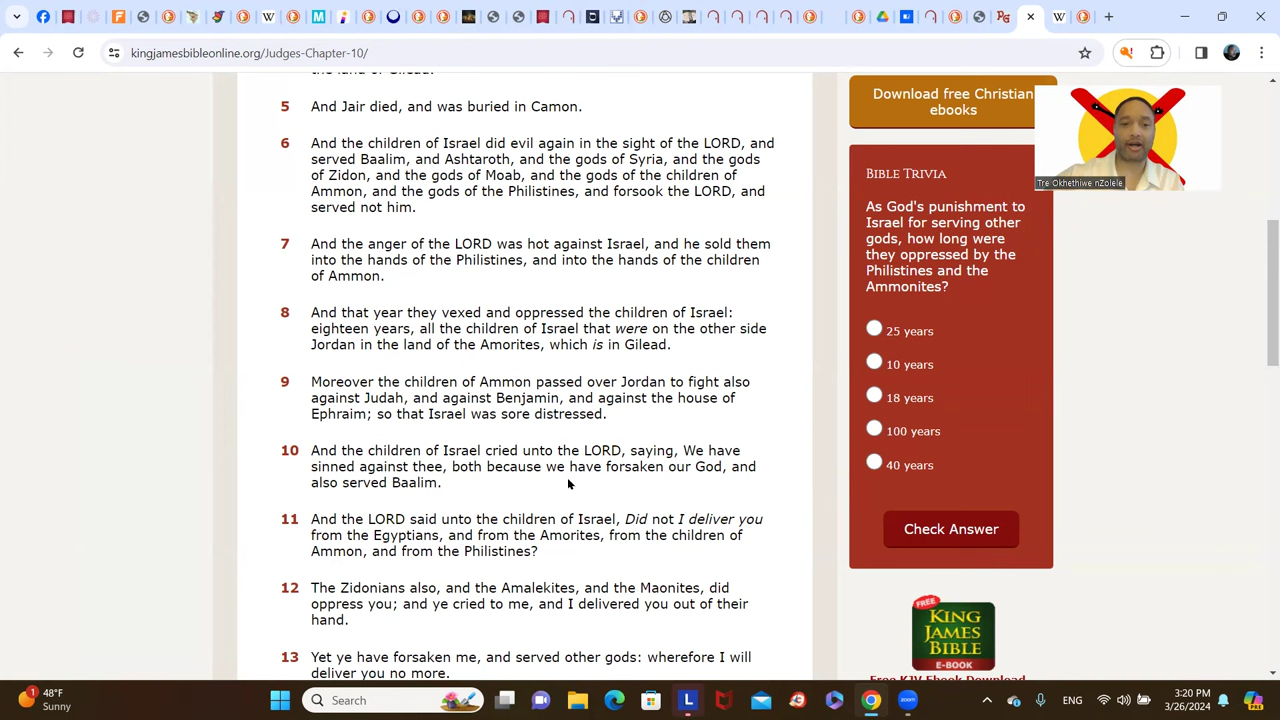 kingjamesbibleonline.org/Judges-Chapter-10/
the land of Gilead.
5 And Jair died, and was buried in Camon.
6 And the children of Israel did evil again in the sight of the LORD, and
served Baalim, and Ashtaroth, and the gods of Syria, and the gods
of Zidon, and the gods of Moab, and the gods of the children of
Ammon, and the gods of the Philistines, and forsook the LORD, and
served not him.
7 And the anger of the LORD was hot against Israel, and he sold them
into the hands of the Philistines, and into the hands of the children
of Ammon.
8 And that year they vexed and oppressed the children of Israel:
eighteen years, all the children of Israel that were on the other side
Jordan in the land of the Amorites, which is in Gilead.
9 Moreover the children of Ammon passed over Jordan to fight also
against Judah, and against Benjamin, and against the house of
Ephraim; so that Israel was sore distressed.
10 And the children of Israel cried unto the LORD, saying, We have
sinned against thee, both because we have forsaken our God, and
also served Baalim.
11 And the LORD said unto the children of Israel, Did not I deliver you
from the Egyptians, and from the Amorites, from the children of
Ammon, and from the Philistines?
12 The Zidonians also, and the Amalekites, and the Maonites, did
oppress you; and ye cried to me, and I delivered you out of their
hand.
13 Yet ye have forsaken me, and served other gods: wherefore I will
deliver you no more.
Download free Christian
ebooks
Tre Okhethiwe nZolele
BIBLE TRIVIA
As God's punishment to
Israel for serving other
gods, how long were
they oppressed by the
Philistines and the
Ammonites?
25 years
10 years
18 years
100 years
40 years
Check Answer
FREE
KING
JAMES
BIBLE
E-BOOK
Free KJV Ebook Download
1
48°F
Sunny
Search
L
zoom
ENG
3:20 PM
3/26/2024